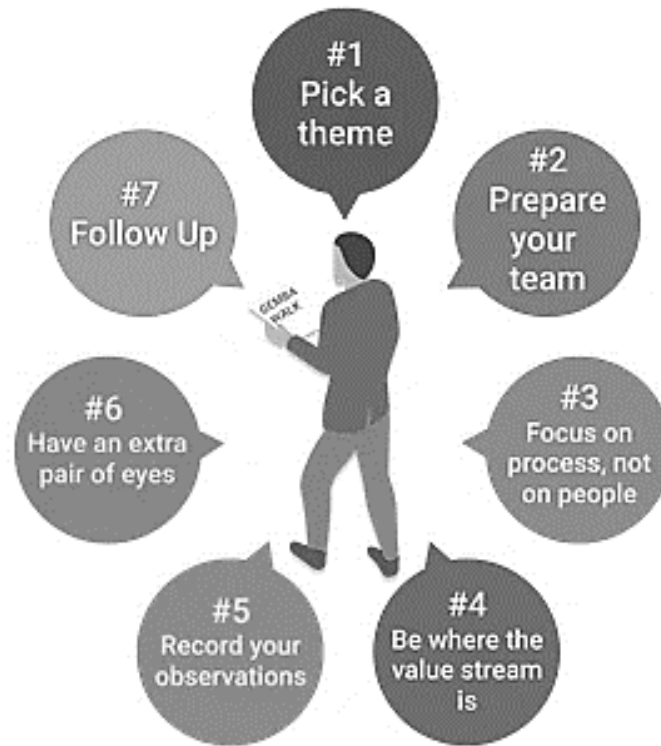 #1
Pick a
theme
#2
Prepare
your
team
#3
Focus on
process, not
on people
#4
Be where the
value stream
is
#5
Record your
observations
#6
Have an extra
pair of eyes
#7
Follow Up
GEMBA
WALK